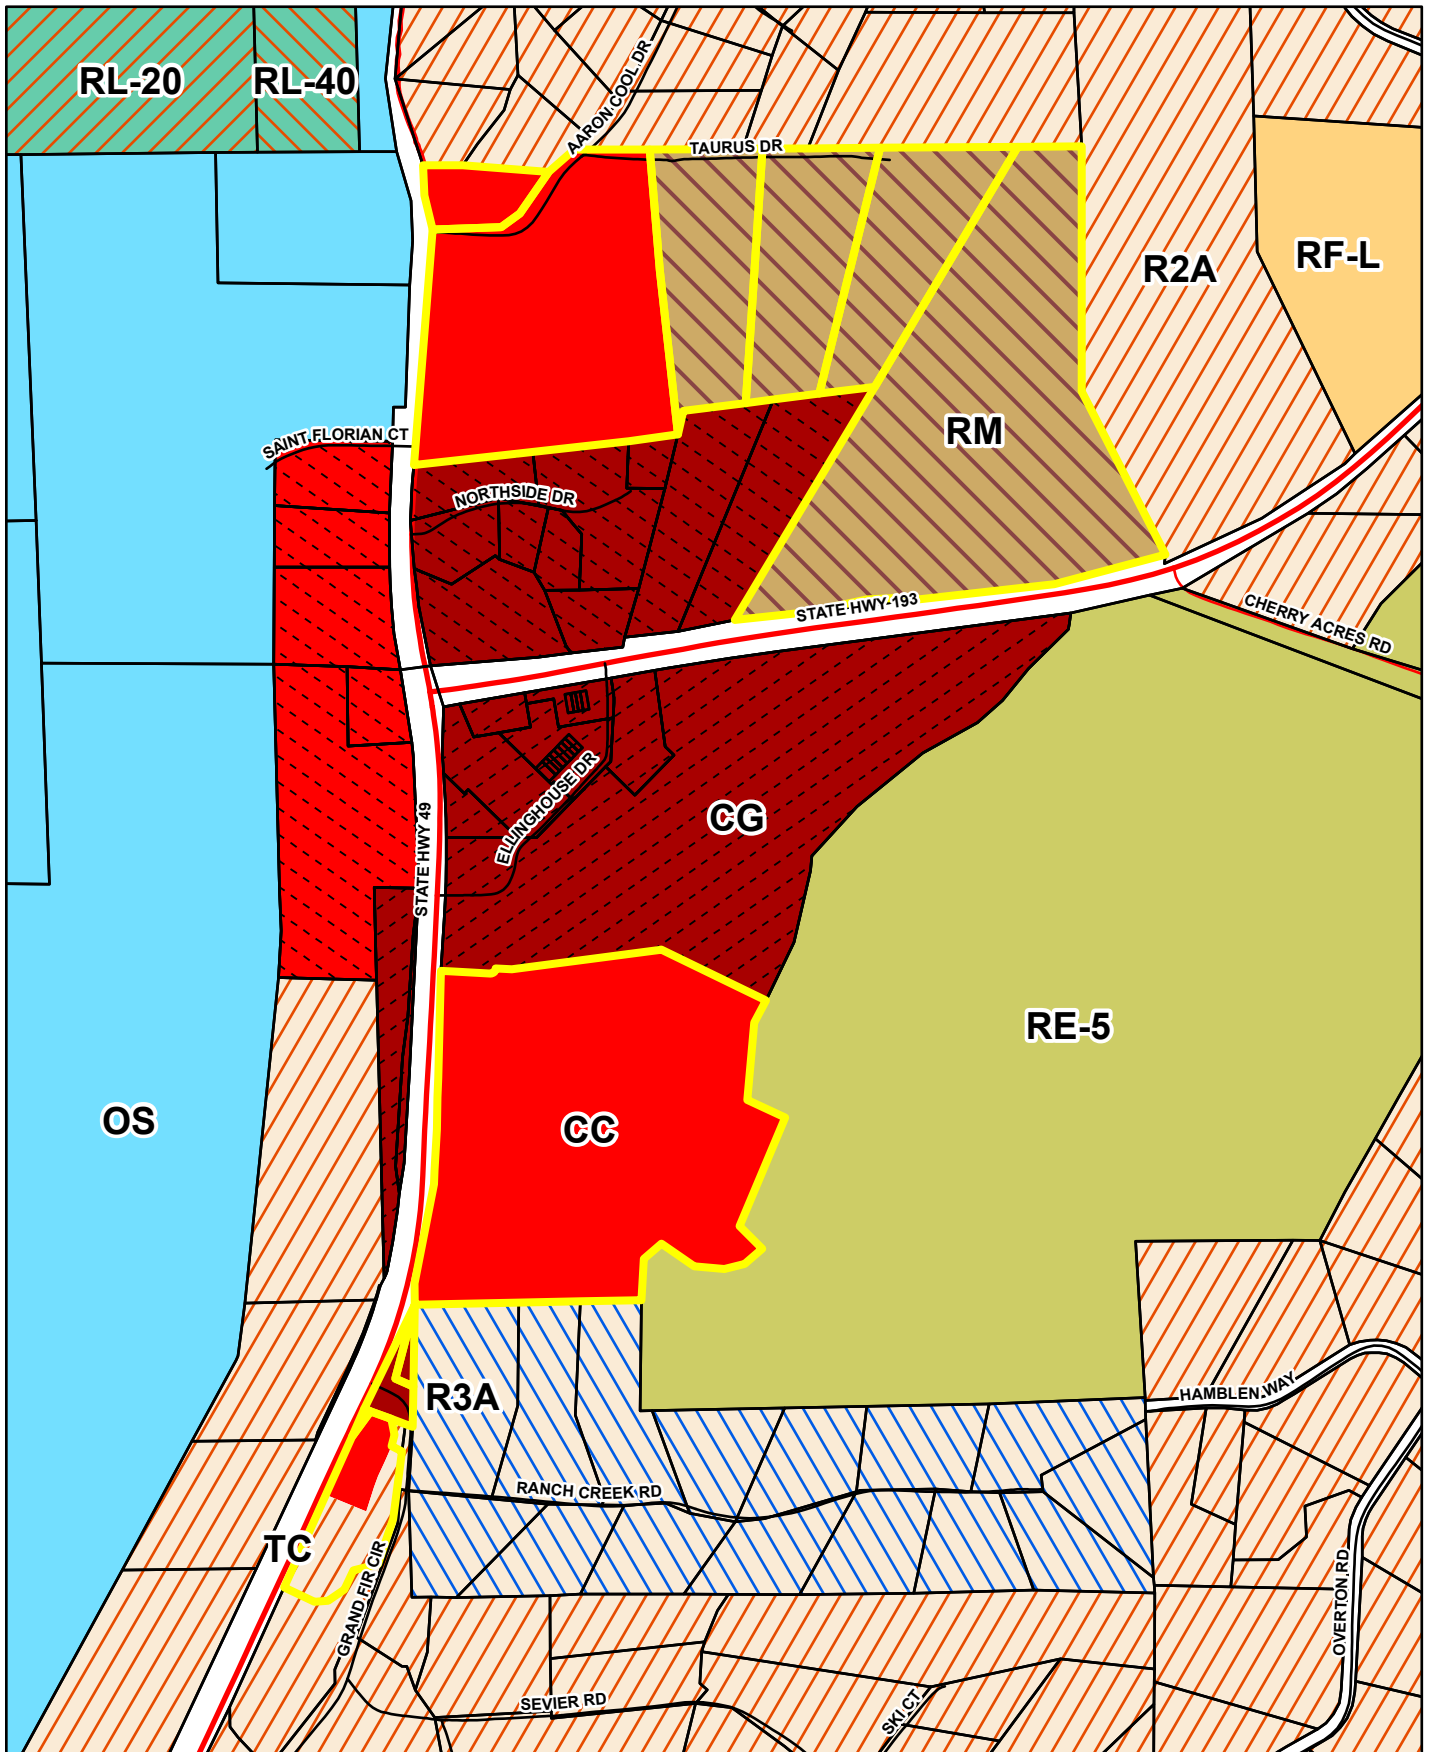 RL-20
RL-40
AARON COOL DR
TAURUS DR
R2A
RF-L
SAINT FLORIAN CT
RM
NORTHSIDE DR
STATE HWY 193
CHERRY ACRES RD
ELLINGHOUSE DR
CG
STATE HWY 49
RE-5
OS
CC
R3A
HAMBLEN WAY
RANCH CREEK RD
TC
GRAND FIR CIR
OVERTON RD
SEVIER RD
SKI CT